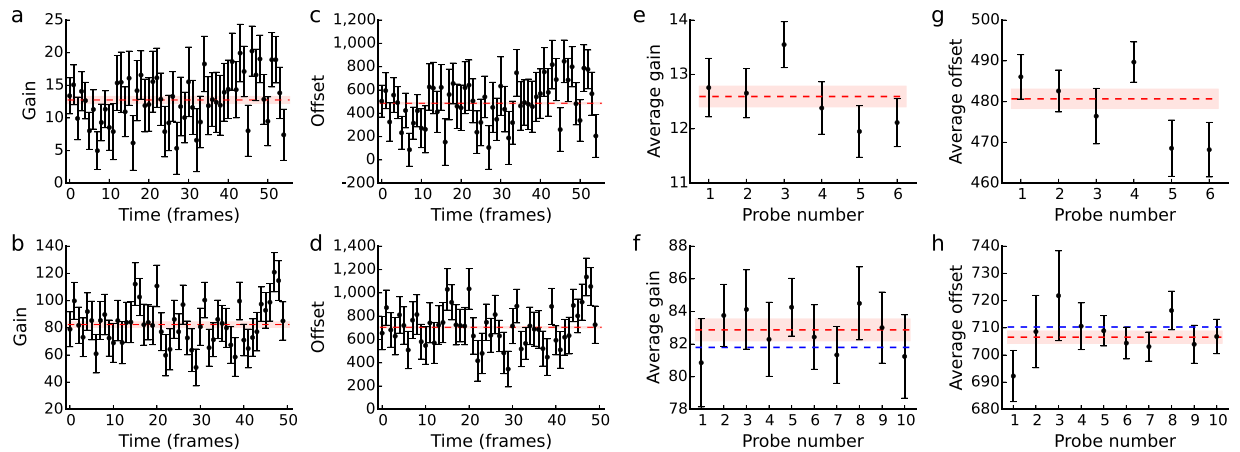 a
25
20
15
10
5
0
Gain
0 10 20 30 40 50
Time (frames)
c
1,200
1,000
800
600
400
200
0
-200
Offset
0 10 20 30 40 50
Time (frames)
e
14
13
12
11
Average gain
1 2 3 4 5 6
Probe number
g
500
490
480
470
460
Average offset
1 2 3 4 5 6
Probe number
b
140
120
100
80
60
40
20
Gain
0 10 20 30 40 50
Time (frames)
d
1,400
1,200
1,000
800
600
400
200
0
Offset
0 10 20 30 40 50
Time (frames)
f
88
86
84
82
80
78
Average gain
1 2 3 4 5 6 7 8 9 10
Probe number
h
740
730
720
710
700
690
680
Average offset
1 2 3 4 5 6 7 8 9 10
Probe number